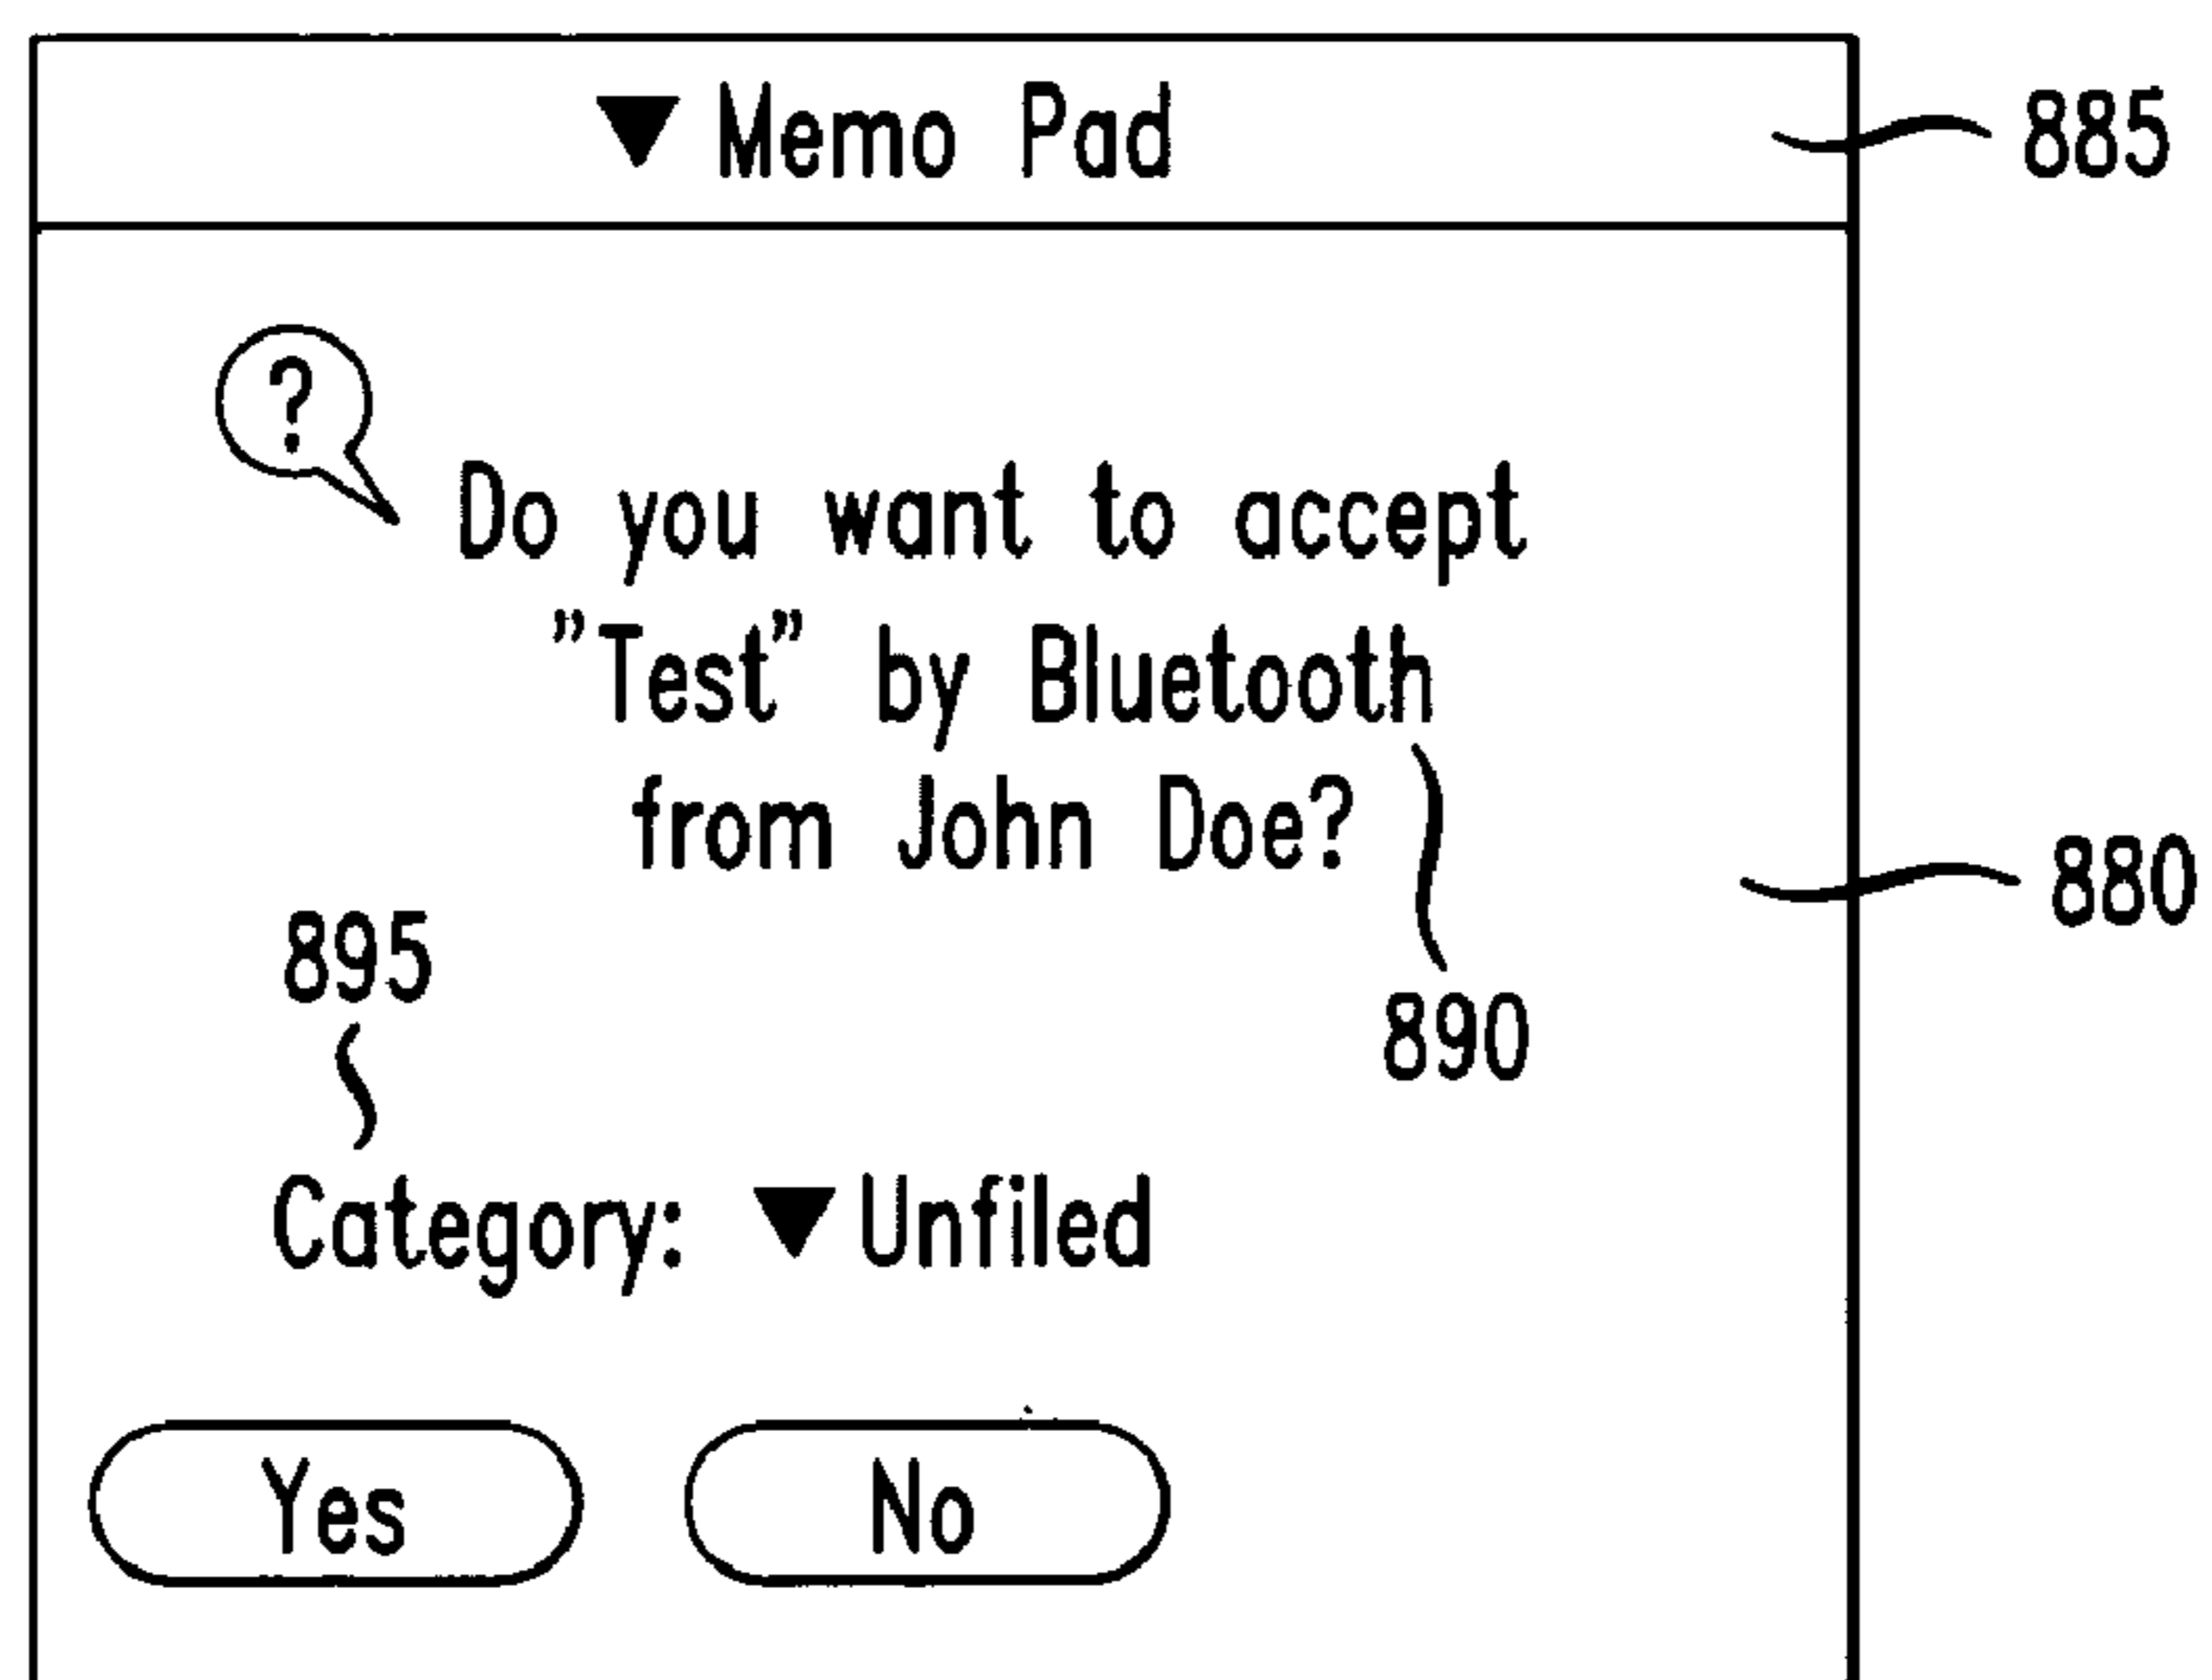 ▼ Memo Pad
885
?
Do you want to accept
"Test" by Bluetooth
from John Doe?
880
895
890
Category: ▼Unfiled
Yes No